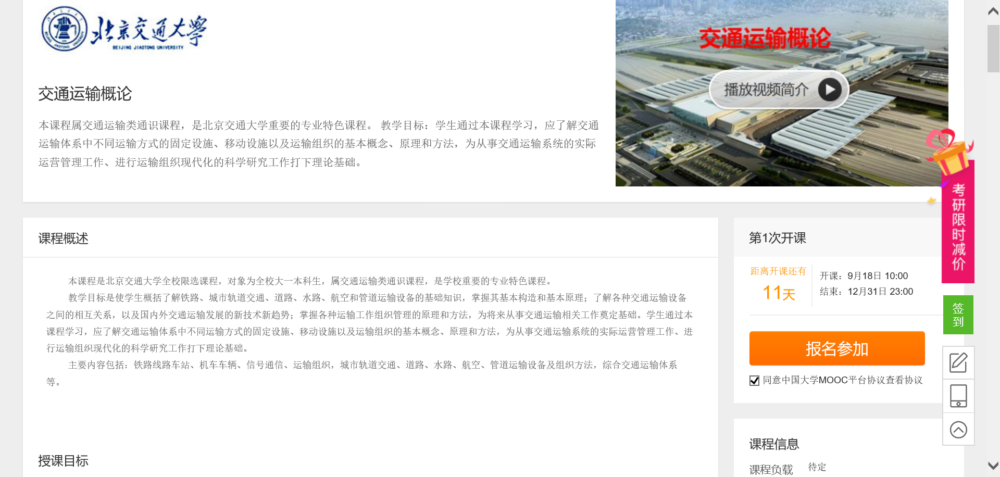 北京交通大学
BEIJING JIAOTONG UNIVERSITY
交通运输概论
播放视频简介
交通运输概论
本课程属交通运输类通识课程，是北京交通大学重要的专业特色课程。 教学目标：学生通过本课程学习，应了解交通
运输体系中不同运输方式的固定设施、移动设施以及运输组织的基本概念、原理和方法，为从事交通运输系统的实际
运营管理工作、进行运输组织现代化的科学研究工作打下理论基础。
课程概述
本课程是北京交通大学全校限选课程，对象为全校大一本科生，属交通运输类通识课程，是学校重要的专业特色课程。
教学目标是使学生概括了解铁路、城市轨道交通、道路、水路、航空和管道运输设备的基础知识，掌握其基本构造和基本原理；了解各种交通运输设备
之间的相互关系，以及国内外交通运输发展的新技术新趋势；掌握各种运输工作组织管理的原理和方法，为将来从事交通运输相关工作奠定基础。学生通过本
课程学习，应了解交通运输体系中不同运输方式的固定设施、移动设施以及运输组织的基本概念、原理和方法，为从事交通运输系统的实际运营管理工作、进
行运输组织现代化的科学研究工作打下理论基础。
主要内容包括：铁路线路车站、机车车辆、信号通信、运输组织，城市轨道交通、道路、水路、航空、管道运输设备及组织方法，综合交通运输体系
等。
授课目标
第1次开课
距离开课还有
11天
开课：9月18日 10:00
结束：12月31日 23:00
报名参加
同意中国大学MOOC平台协议查看协议
课程信息
课程负载 待定
考研限时减价
签到